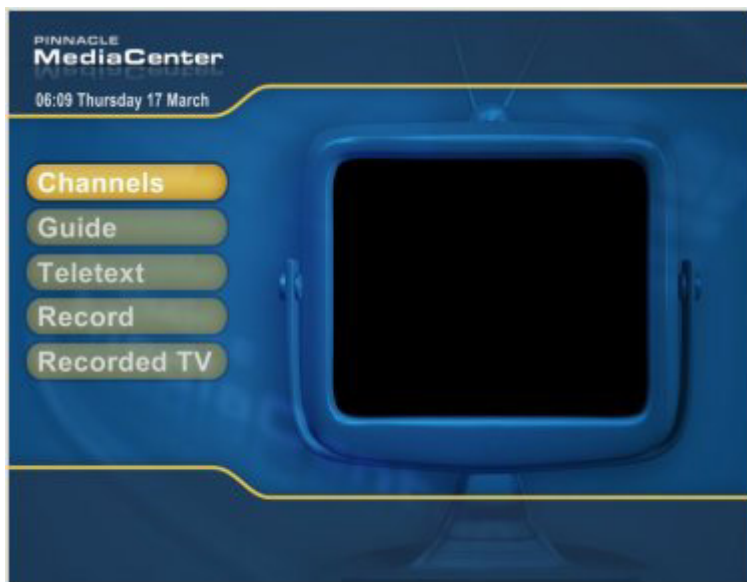 PINNACLE
MediaCenter
06:09 Thursday 17 March
Channels
Guide
Teletext
Record
Recorded TV